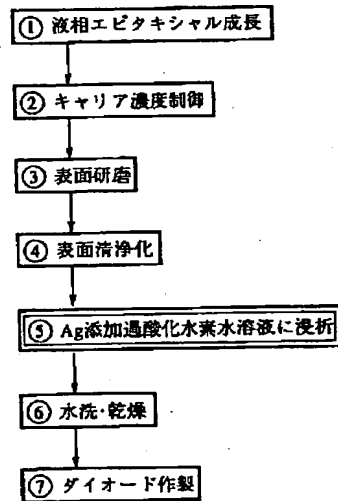 ① 液相エピタキシャル成長
② キャリア濃度制御
③ 表面研磨
④ 表面清浄化
⑤ Ag添加過酸化水素水溶液に浸折
⑥ 水洗・乾燥
⑦ ダイオード作製